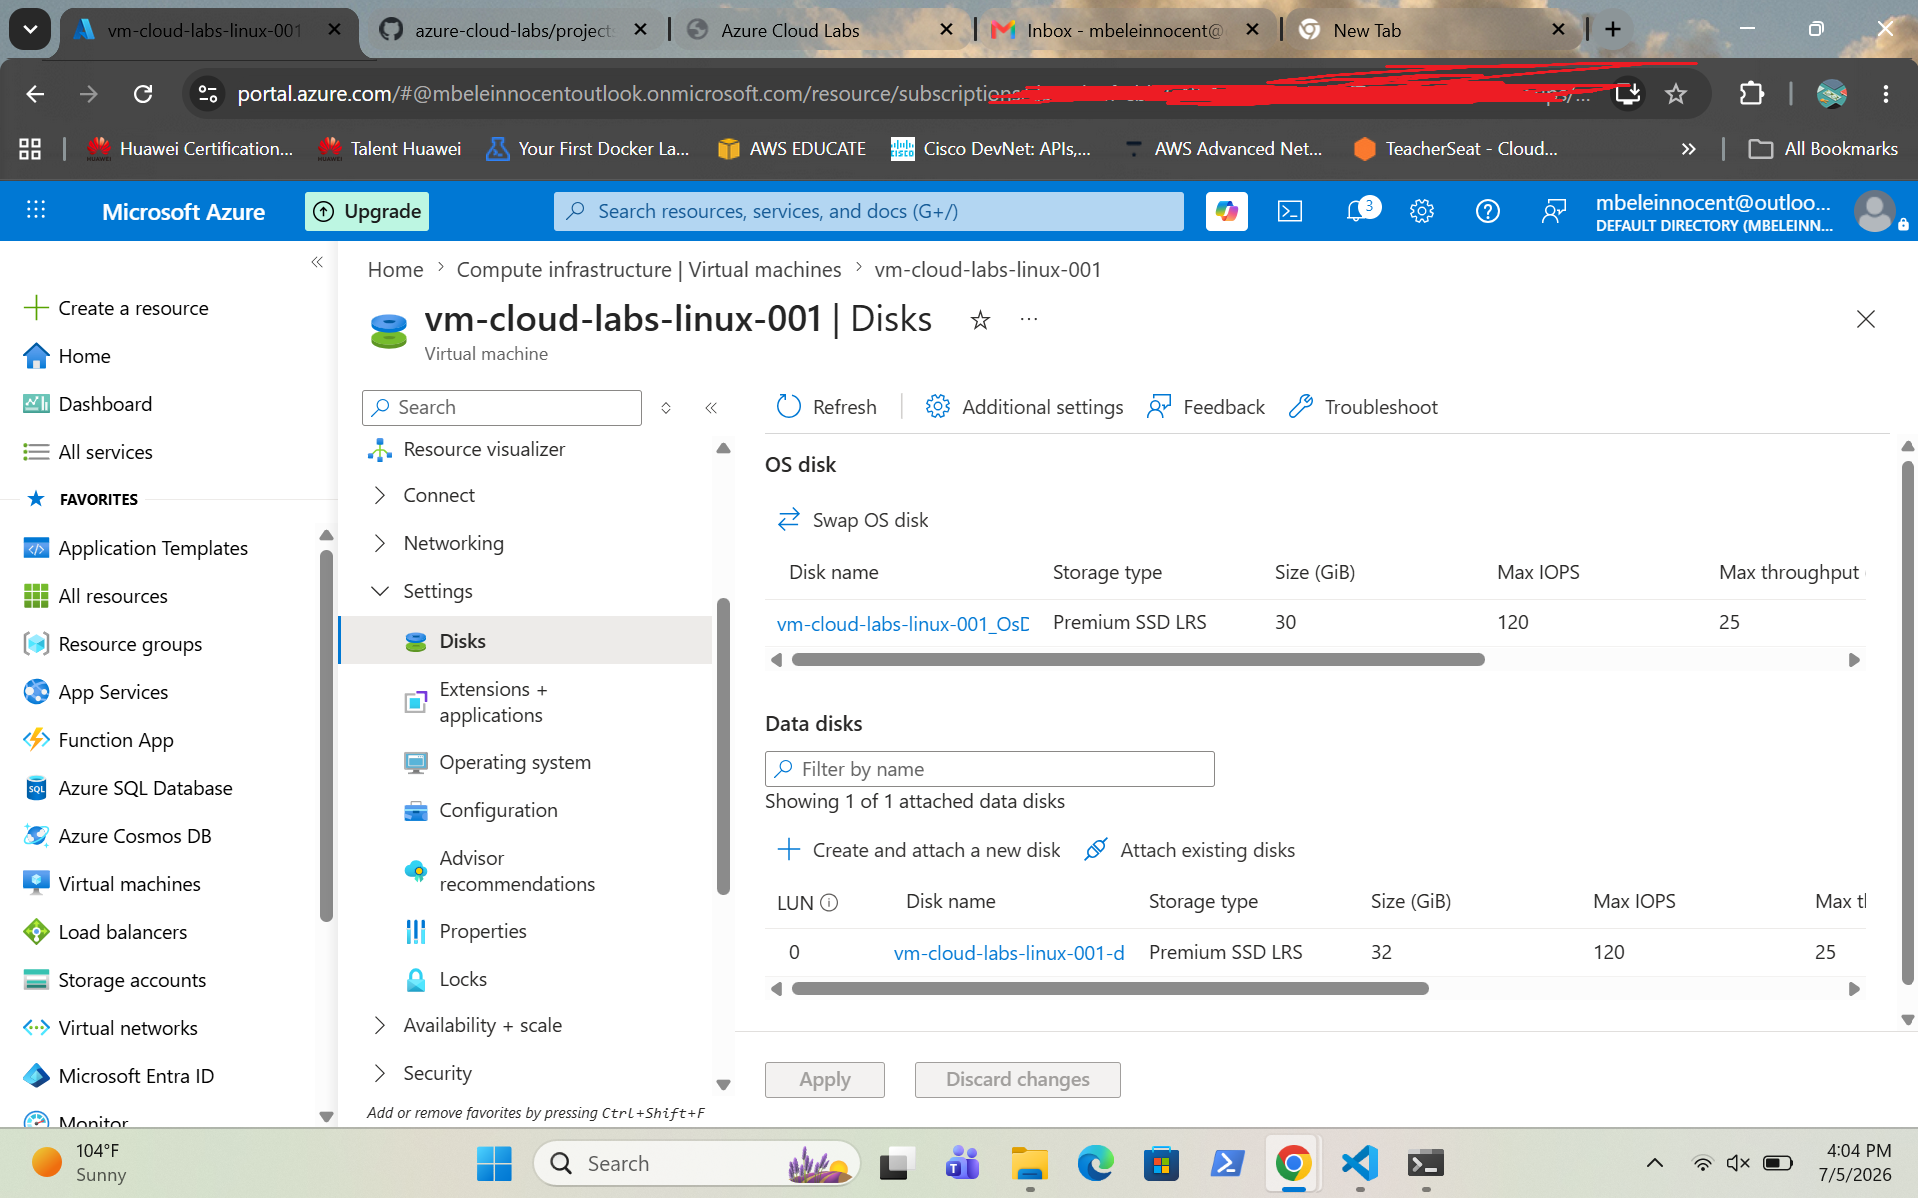 vm-cloud-labs-linux-001
azure-cloud-labs/project
Azure Cloud Labs
Inbox - mbeleinnocent@
New Tab
portal.azure.com/#@mbeleinnocentoutlook.onmicrosoft.com/resource/subscriptions
Huawei Certification...
Talent Huawei
Your First Docker La...
AWS EDUCATE
Cisco DevNet: APIs,...
AWS Advanced Net...
TeacherSeat - Cloud...
All Bookmarks
Microsoft Azure
Upgrade
Search resources, services, and docs (G+/)
3
mbeleinnocent@outloo...
DEFAULT DIRECTORY (MBELEINN...
Create a resource
Home
Dashboard
All services
FAVORITES
Application Templates
All resources
Resource groups
App Services
Function App
Azure SQL Database
Azure Cosmos DB
Virtual machines
Load balancers
Storage accounts
Virtual networks
Microsoft Entra ID
Monitor
Home > Compute infrastructure | Virtual machines > vm-cloud-labs-linux-001
vm-cloud-labs-linux-001 | Disks
Virtual machine
Search
Resource visualizer
Connect
Networking
Settings
Disks
Extensions +
applications
Operating system
Configuration
Advisor
recommendations
Properties
Locks
Availability + scale
Security
Add or remove favorites by pressing Ctrl+Shift+F
Refresh
Additional settings
Feedback
Troubleshoot
OS disk
Swap OS disk
Disk name Storage type Size (GiB) Max IOPS Max throughput
vm-cloud-labs-linux-001_OsD Premium SSD LRS 30 120 25
Data disks
Filter by name
Showing 1 of 1 attached data disks
Create and attach a new disk
Attach existing disks
LUN Disk name Storage type Size (GiB) Max IOPS Max
0 vm-cloud-labs-linux-001-d Premium SSD LRS 32 120 25
Apply
Discard changes
104°F
Sunny
Search
4:04 PM
7/5/2026